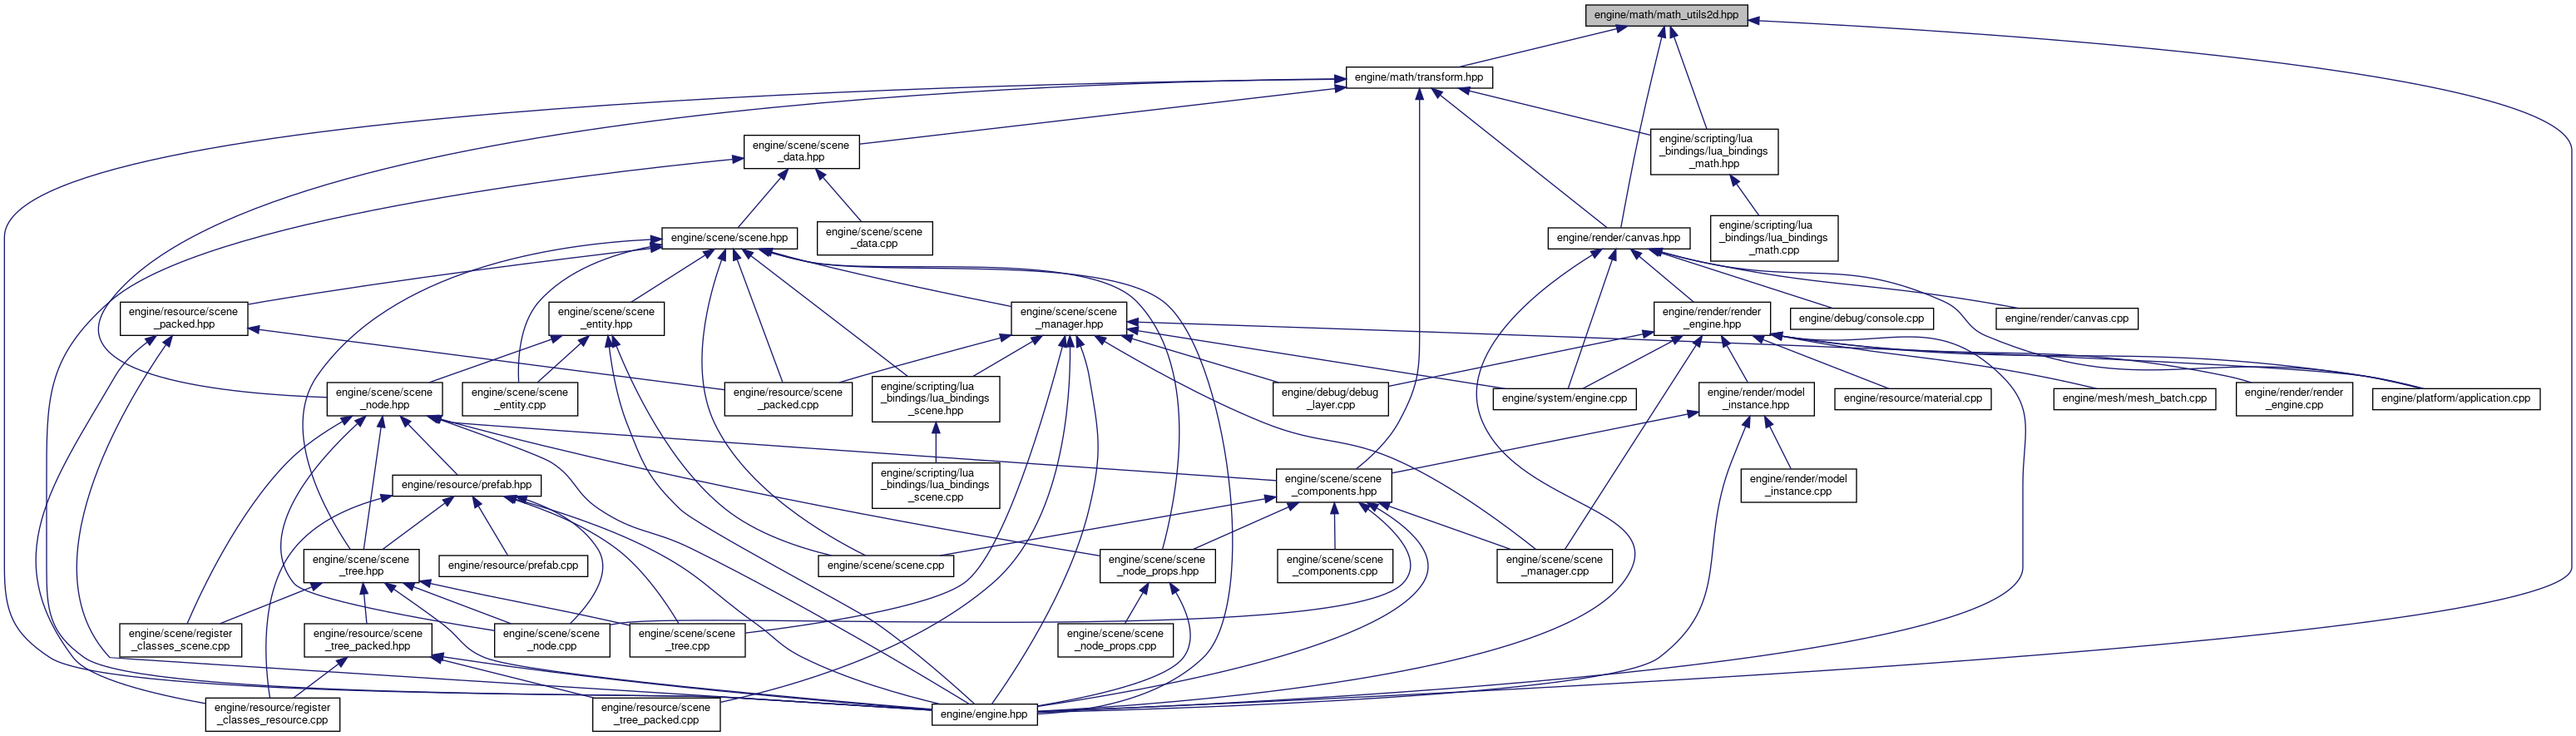 engine/math/math_utils2d.hpp
engine/math/transform.hpp
engine/scene/scene
_data.hpp
engine/scripting/lua
_bindings/lua_bindings
_math.hpp
engine/scene/scene.hpp
engine/scene/scene
_data.cpp
engine/render/canvas.hpp
engine/scripting/lua
_bindings/lua_bindings
_math.cpp
engine/resource/scene
_packed.hpp
engine/scene/scene
_entity.hpp
engine/scene/scene
_manager.hpp
engine/render/render
_engine.hpp
engine/debug/console.cpp
engine/render/canvas.cpp
engine/scene/scene
_node.hpp
engine/scene/scene
_entity.cpp
engine/resource/scene
_packed.cpp
engine/scripting/lua
_bindings/lua_bindings
_scene.hpp
engine/debug/debug
_layer.cpp
engine/system/engine.cpp
engine/render/model
_instance.hpp
engine/resource/material.cpp
engine/mesh/mesh_batch.cpp
engine/render/render
_engine.cpp
engine/platform/application.cpp
engine/resource/prefab.hpp
engine/scripting/lua
_bindings/lua_bindings
_scene.cpp
engine/scene/scene
_components.hpp
engine/render/model
_instance.cpp
engine/scene/scene
_tree.hpp
engine/resource/prefab.cpp
engine/scene/scene.cpp
engine/scene/scene
_node_props.hpp
engine/scene/scene
_components.cpp
engine/scene/scene
_manager.cpp
engine/scene/register
_classes_scene.cpp
engine/resource/scene
_tree_packed.hpp
engine/scene/scene
_node.cpp
engine/scene/scene
_tree.cpp
engine/scene/scene
_node_props.cpp
engine/resource/register
_classes_resource.cpp
engine/resource/scene
_tree_packed.cpp
engine/engine.hpp